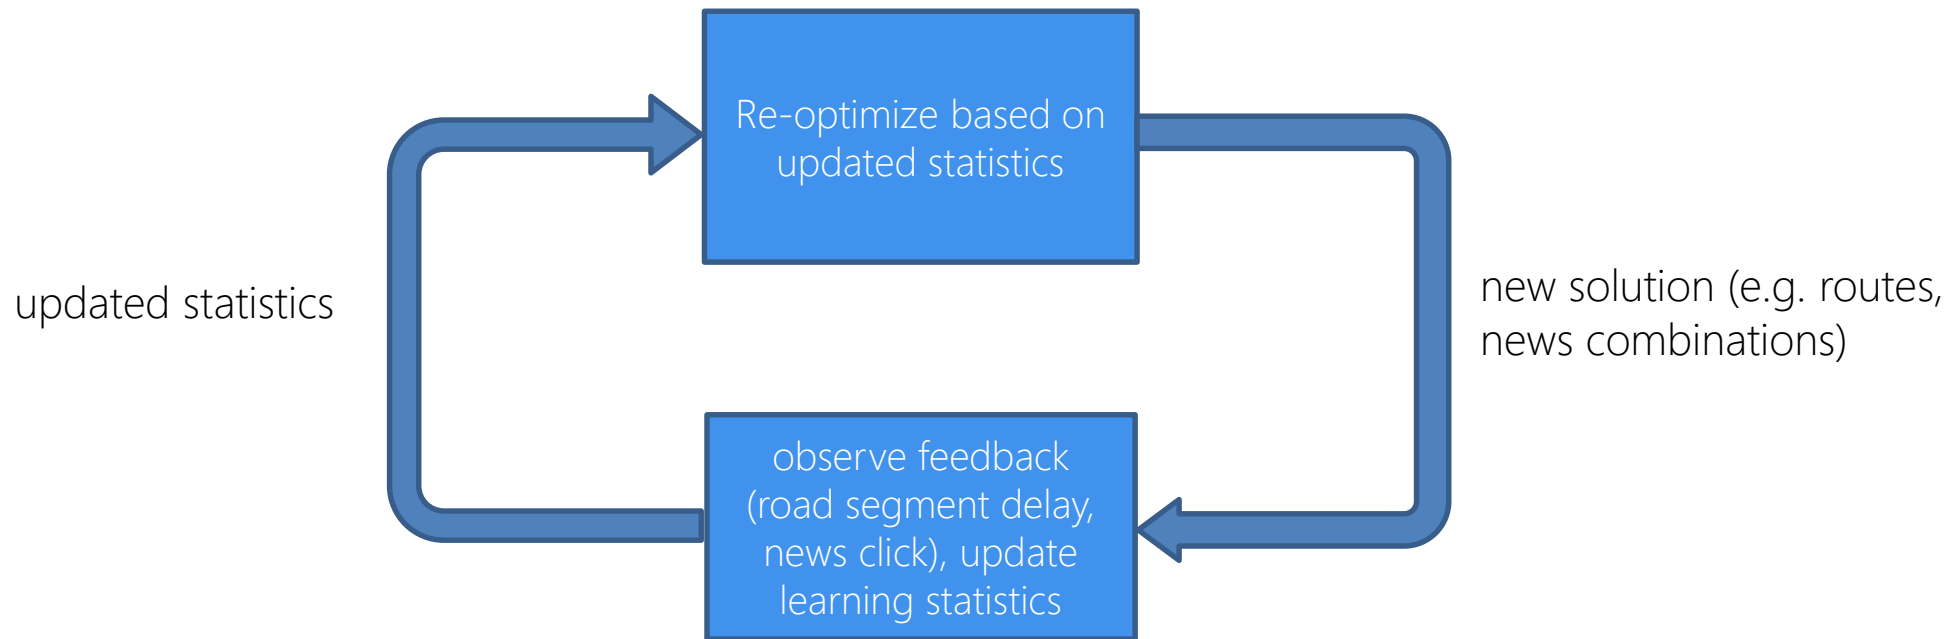 Re-optimize based on
updated statistics
updated statistics
new solution (e.g. routes,
news combinations)
observe feedback
(road segment delay,
news click), update
learning statistics